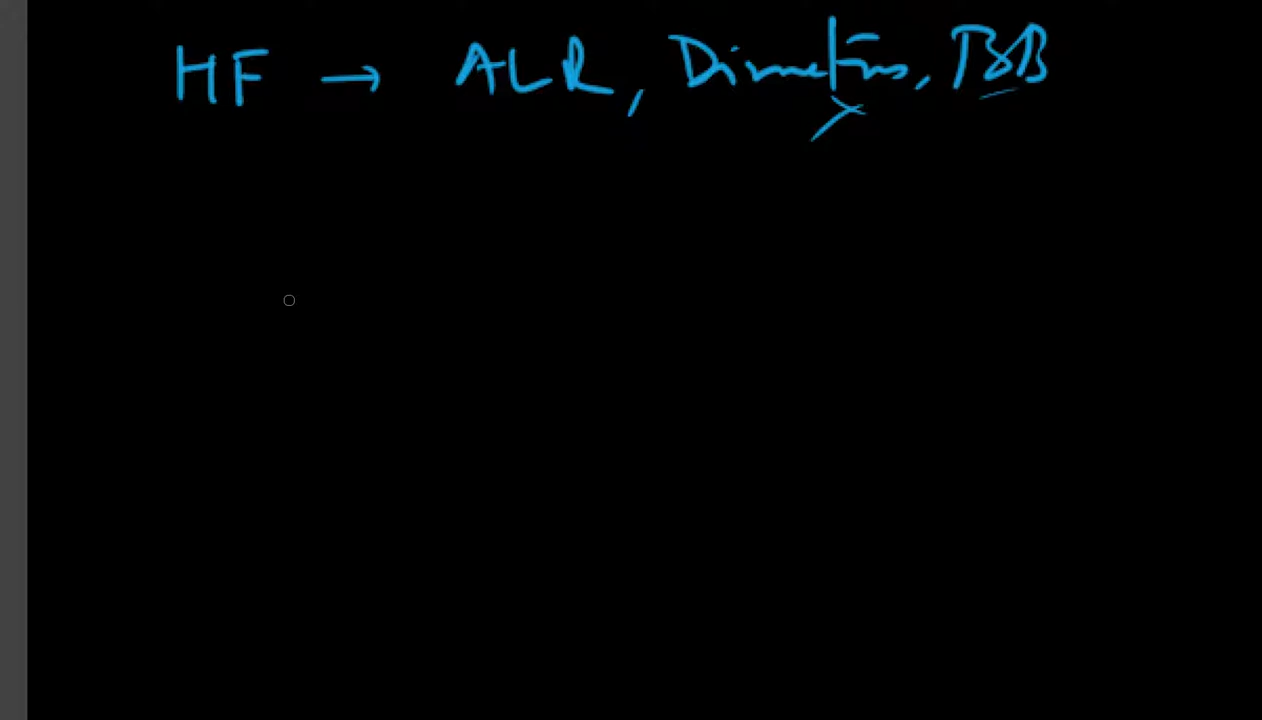 HF → ALR, Diuretics, BB